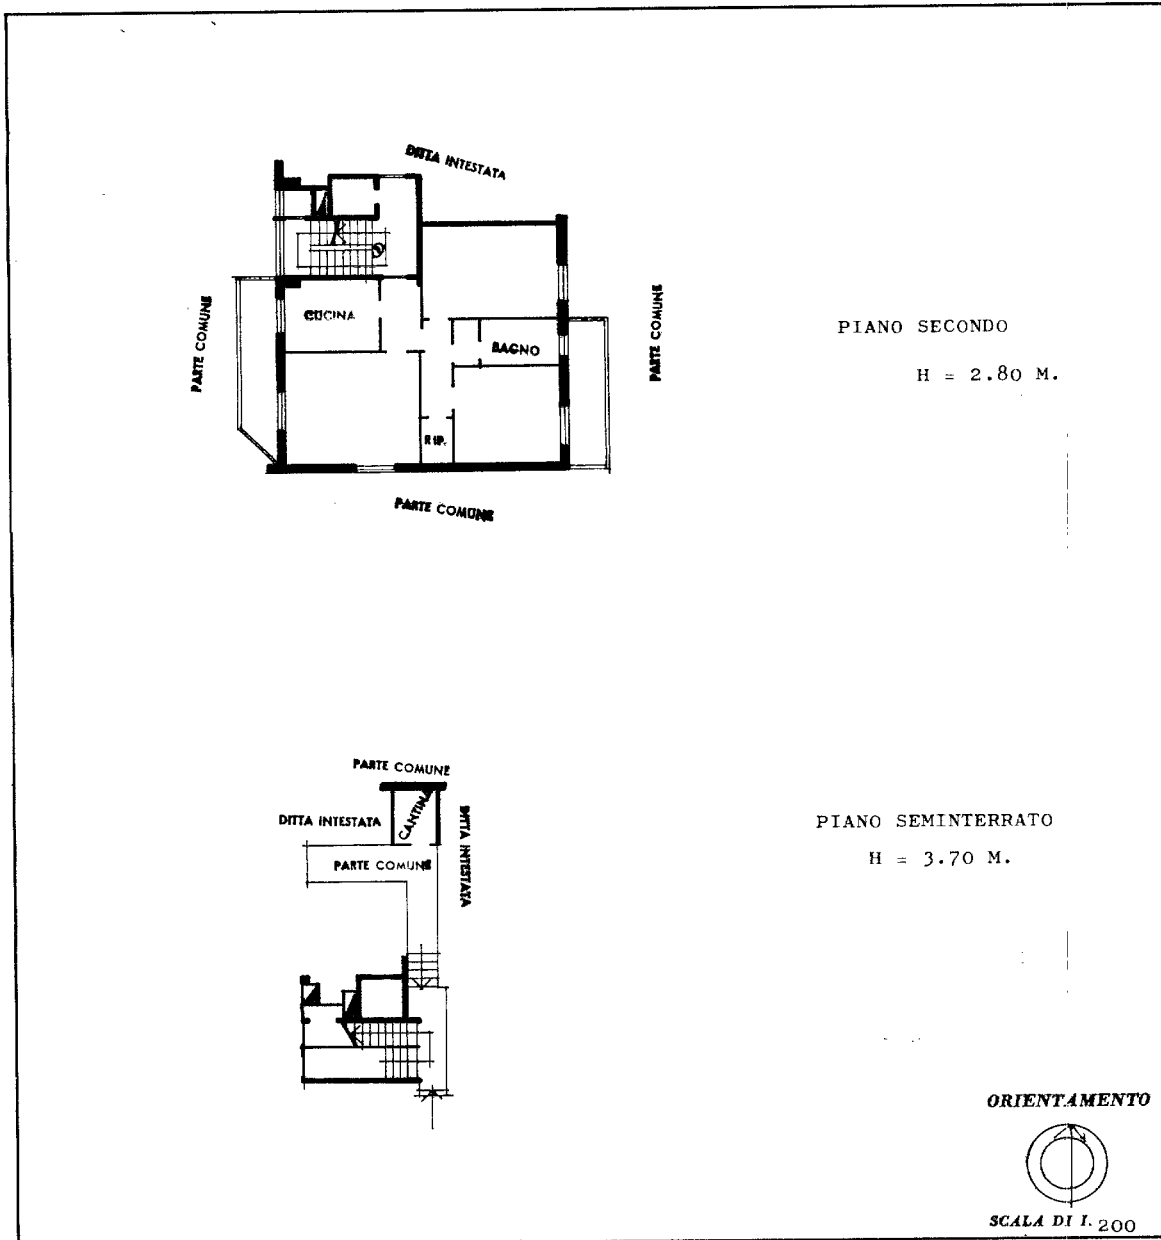 DITTA INTESTATA
PARTE COMUNE
CUCINA
BAGNO
RIP.
PARTE COMUNE
PARTE COMUNE
PIANO SECONDO
H = 2.80 M.
PARTE COMUNE
DITTA INTESTATA
CANTINA
DITTA INTESTATA
PARTE COMUNE
PIANO SEMINTERRATO
H = 3.70 M.
ORIENTAMENTO
SCALA DI I. 200